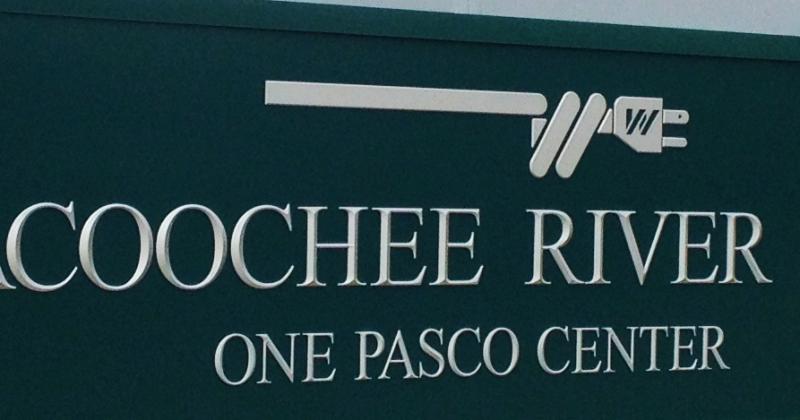 W
ACOOCHEE RIVER
ONE PASCO CENTER